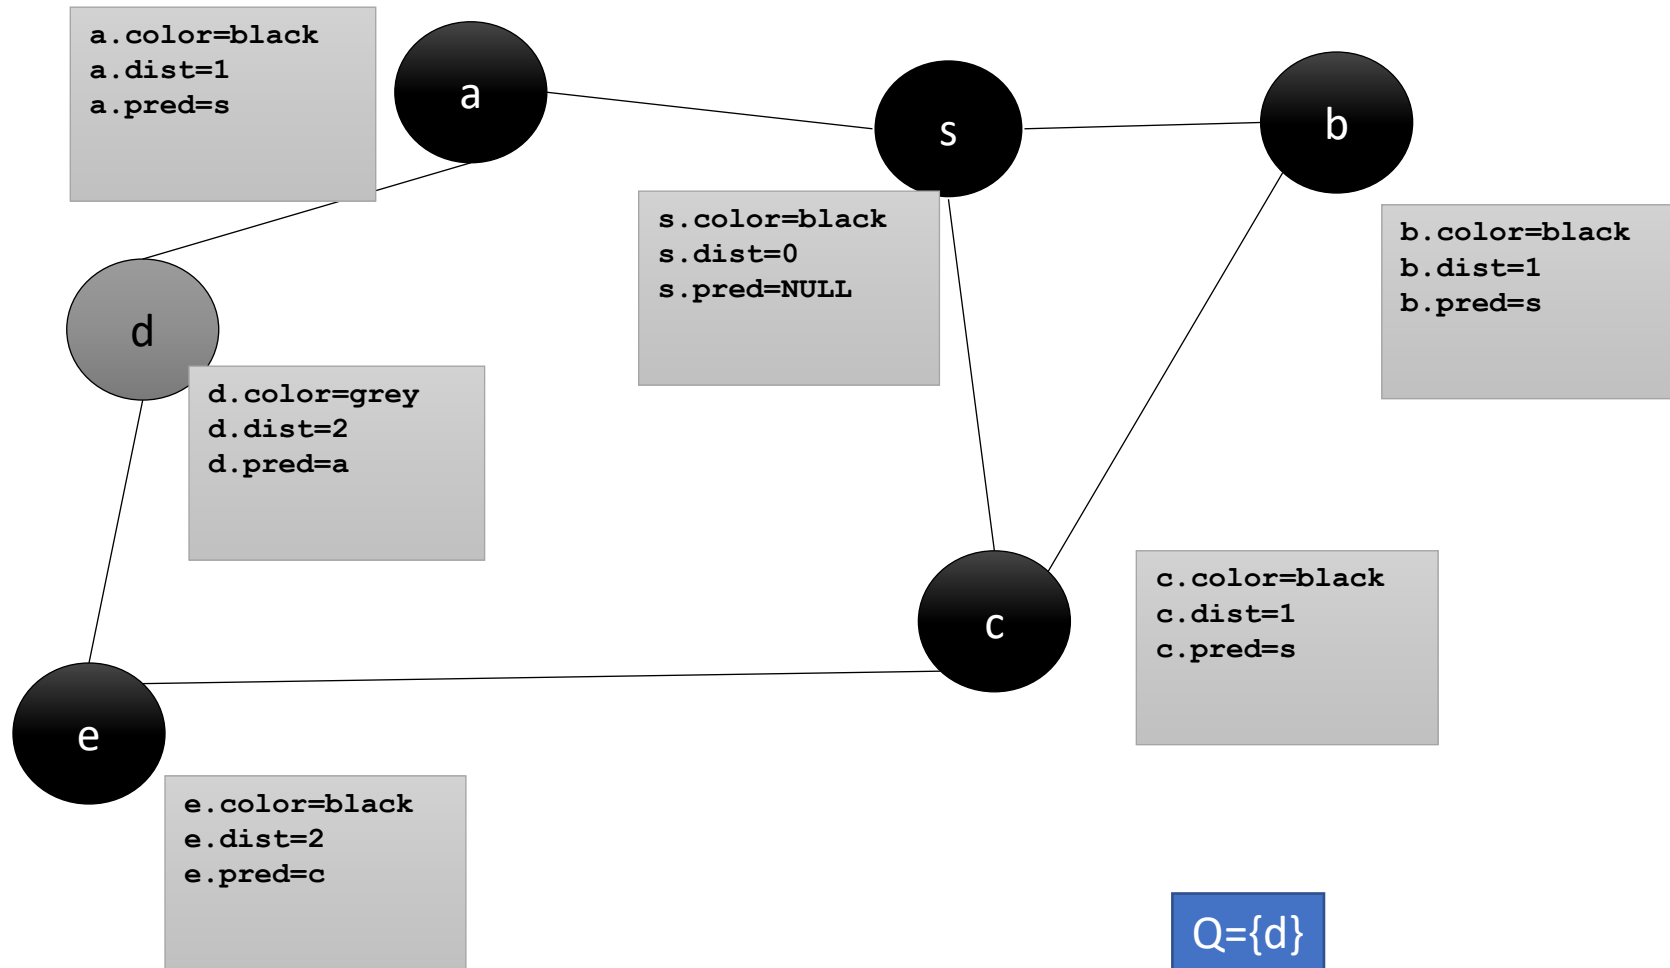 a.color=black
a.dist=1
a.pred=s
a
s
b
s.color=black
s.dist=0
s.pred=NULL
b.color=black
b.dist=1
b.pred=s
d
d.color=grey
d.dist=2
d.pred=a
c
c.color=black
c.dist=1
c.pred=s
e
e.color=black
e.dist=2
e.pred=c
Q={d}